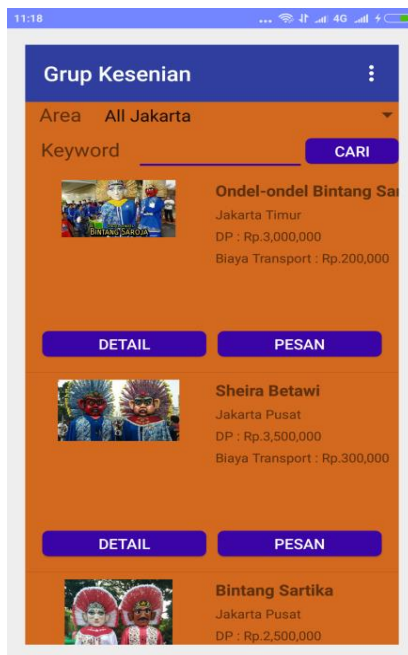 11:18 ... 4G
Grup Kesenian
Area All Jakarta
Keyword CARI
Ondel-ondel Bintang Sar
Jakarta Timur
DP : Rp.3,000,000
Biaya Transport : Rp.200,000
BINTANG SAROJA
DETAIL PESAN
Sheira Betawi
Jakarta Pusat
DP : Rp.3,500,000
Biaya Transport : Rp.300,000
DETAIL PESAN
Bintang Sartika
Jakarta Pusat
DP : Rp.2,500,000